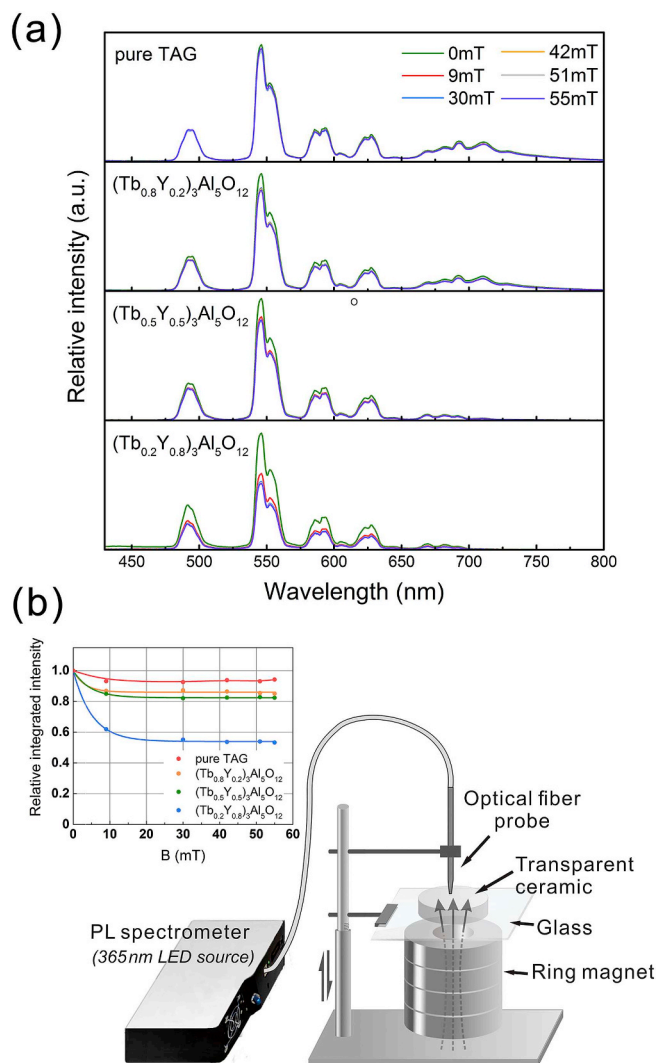 (a)
pure TAG
0mT
42mT
9mT
51mT
30mT
55mT
(Tb0.8Y0.2)3Al5O12
(Tb0.5Y0.5)3Al5O12
(Tb0.2Y0.8)3Al5O12
Relative intensity (a.u.)
450 500 550 600 650 700 750 800
Wavelength (nm)
(b)
Relative integrated intensity
1.0
0.8
0.6
0.4
0.2
0
pure TAG
(Tb0.8Y0.2)3Al5O12
(Tb0.5Y0.5)3Al5O12
(Tb0.2Y0.8)3Al5O12
0 10 20 30 40 50 60
B (mT)
Optical fiber
probe
Transparent
ceramic
Glass
Ring magnet
PL spectrometer
(365nm LED source)